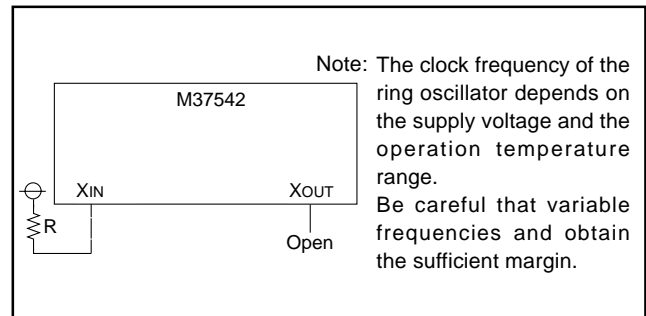 Note: The clock frequency of the
ring oscillator depends on
the supply voltage and the
operation temperature
range.
Be careful that variable
frequencies and obtain
the sufficient margin.
M37542
XIN
XOUT
R
Open